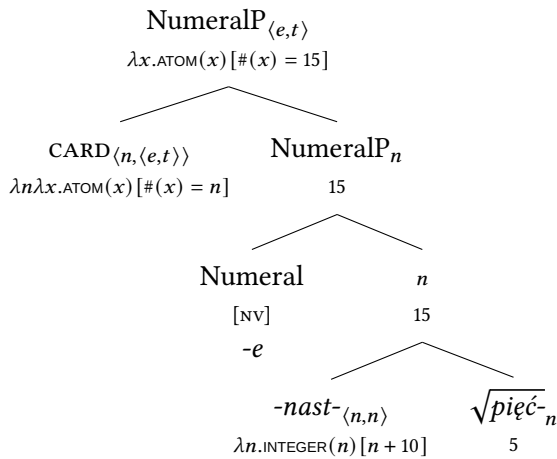 NumeralP⟨e,t⟩
λx.ATOM(x)[#(x) = 15]
CARD⟨n,⟨e,t⟩⟩ NumeralPn
λnλx.ATOM(x)[#(x) = n] 15
Numeral n
[NV] 15
-e
-nast-⟨n,n⟩ √pięć-n
λn.INTEGER(n)[n + 10] 5